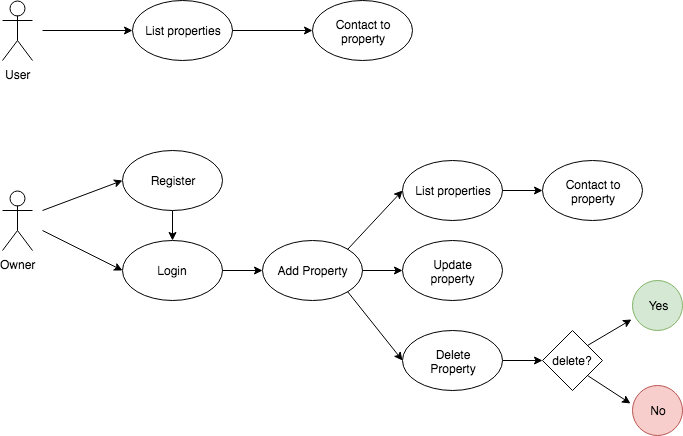 User
List properties
Contact to
property
Owner
Register
Login
Add Property
List properties
Contact to
property
Update
property
Delete
Property
delete?
Yes
No